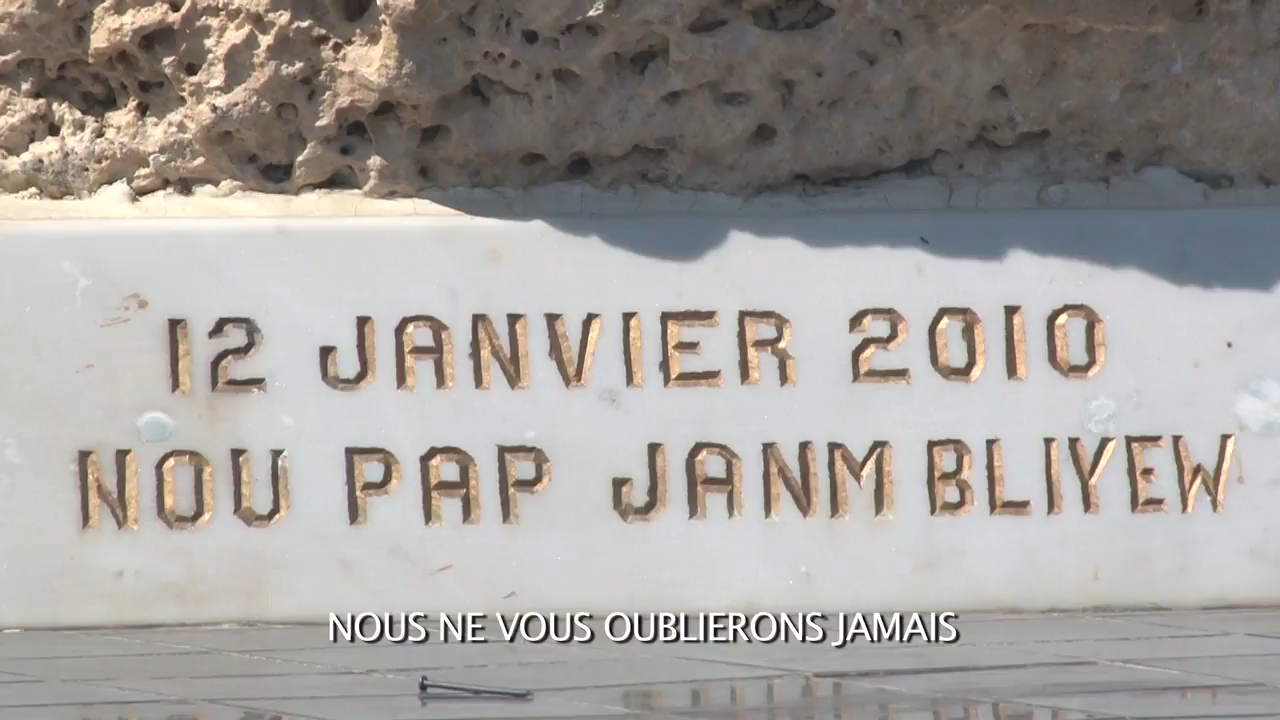 12 JANVIER 2010
NOU PAP JANM BLIYEW
NOUS NE VOUS OUBLIERONS JAMAIS